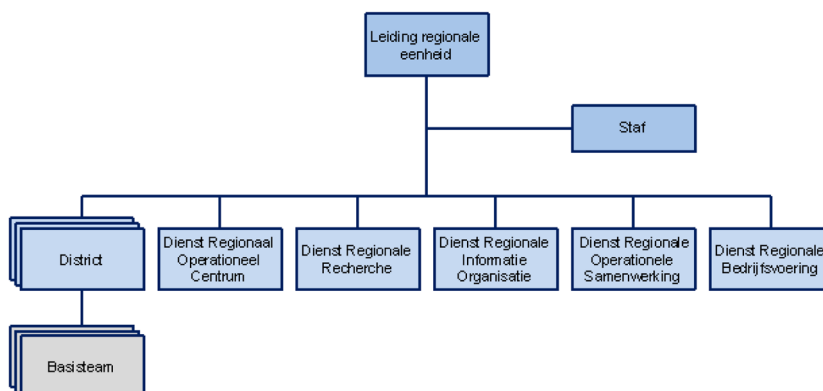 Leiding regionale
eenheid
Staf
District
Dienst Regionaal
Operationeel
Centrum
Dienst Regionale
Recherche
Dienst Regionale
Informatie
Organisatie
Dienst Regionale
Operationele
Samenwerking
Dienst Regionale
Bedrijfsvoering
Basisteam